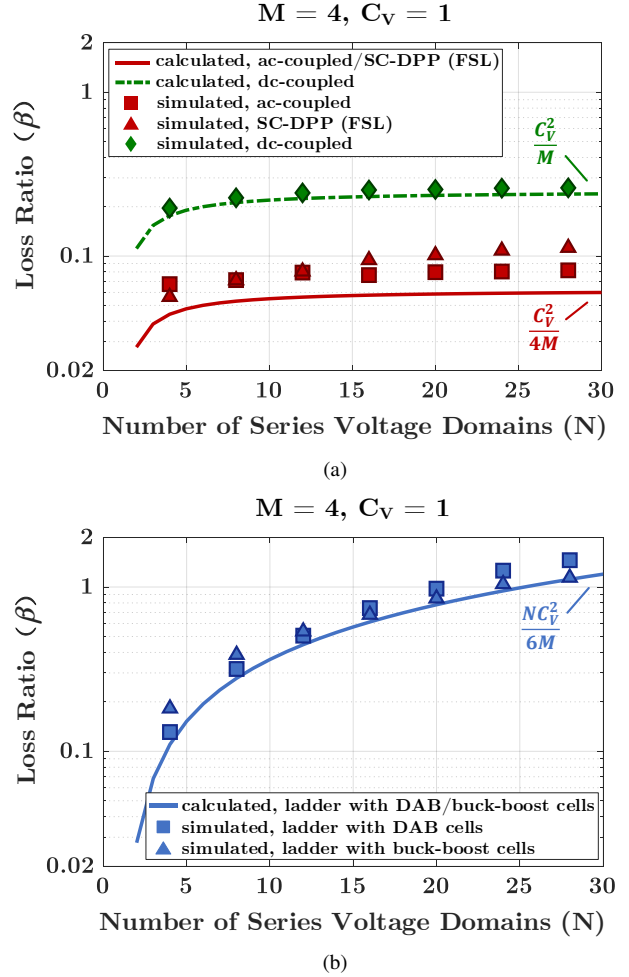 M = 4, C_V = 1
Loss Ratio (β)
2
1
0.1
0.02
calculated, ac-coupled/SC-DPP (FSL)
calculated, dc-coupled
simulated, ac-coupled
simulated, SC-DPP (FSL)
simulated, dc-coupled
C_V^2/M
C_V^2/4M
0 5 10 15 20 25 30
Number of Series Voltage Domains (N)
(a)
M = 4, C_V = 1
Loss Ratio (β)
2
1
0.1
0.02
NC_V^2/6M
calculated, ladder with DAB/buck-boost cells
simulated, ladder with DAB cells
simulated, ladder with buck-boost cells
0 5 10 15 20 25 30
Number of Series Voltage Domains (N)
(b)